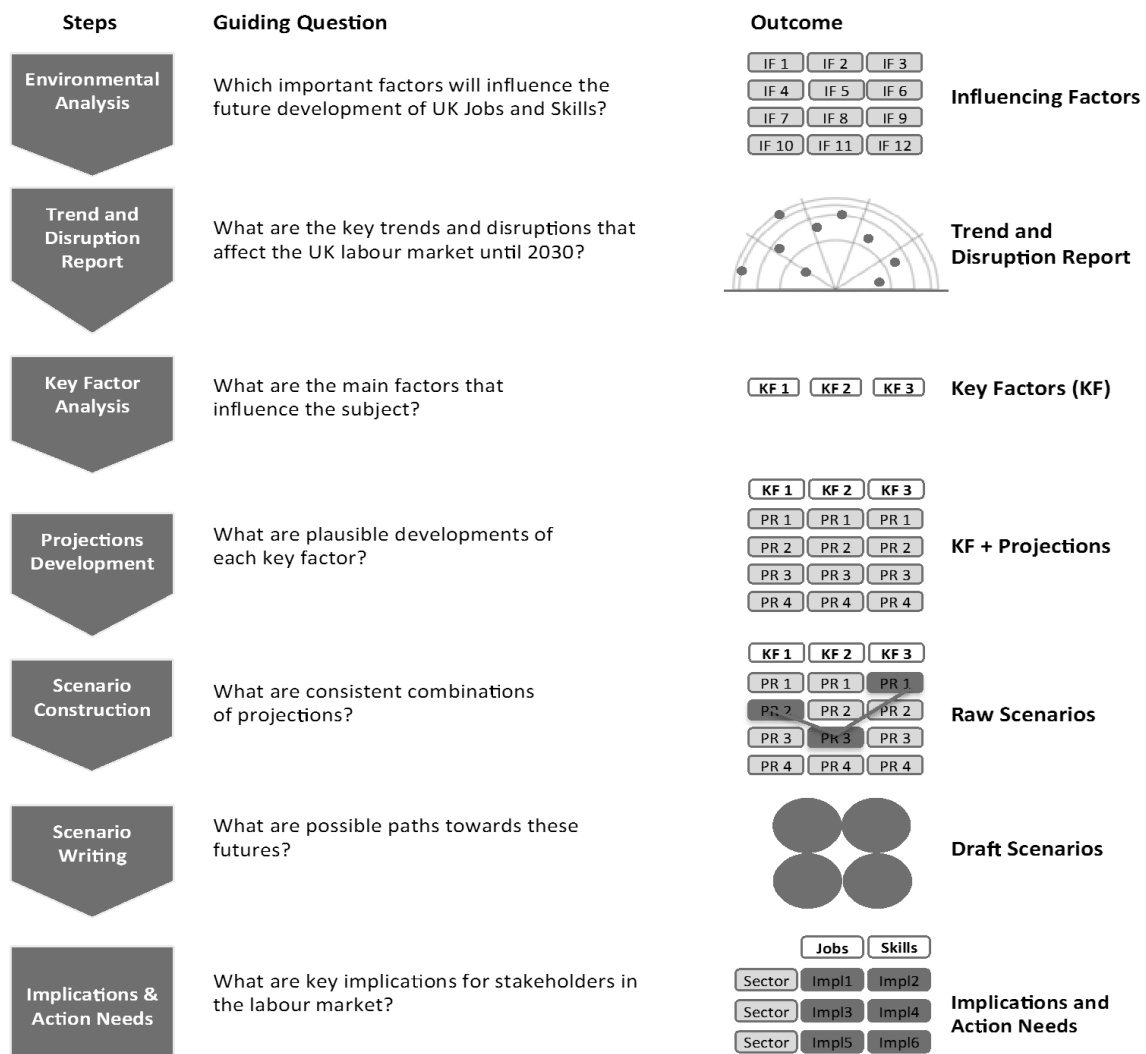 Steps
Guiding Question
Outcome
Environmental
Analysis
Which important factors will influence the
future development of UK Jobs and Skills?
IF 1 IF 2 IF 3
IF 4 IF 5 IF 6
IF 7 IF 8 IF 9
IF 10 IF 11 IF 12
Influencing Factors
Trend and
Disruption
Report
What are the key trends and disruptions that
affect the UK labour market until 2030?
Trend and
Disruption Report
Key Factor
Analysis
What are the main factors that
influence the subject?
KF 1 KF 2 KF 3
Key Factors (KF)
Projections
Development
What are plausible developments of
each key factor?
KF 1 KF 2 KF 3
PR 1 PR 1 PR 1
PR 2 PR 2 PR 2
PR 3 PR 3 PR 3
PR 4 PR 4 PR 4
KF + Projections
Scenario
Construction
What are consistent combinations
of projections?
KF 1 KF 2 KF 3
PR 1 PR 1 PR 1
PR 2 PR 2 PR 2
PR 3 PR 3 PR 3
PR 4 PR 4 PR 4
Raw Scenarios
Scenario
Writing
What are possible paths towards these
futures?
Draft Scenarios
Implications &
Action Needs
What are key implications for stakeholders in
the labour market?
Jobs Skills
Sector Impl1 Impl2
Sector Impl3 Impl4
Sector Impl5 Impl6
Implications and
Action Needs